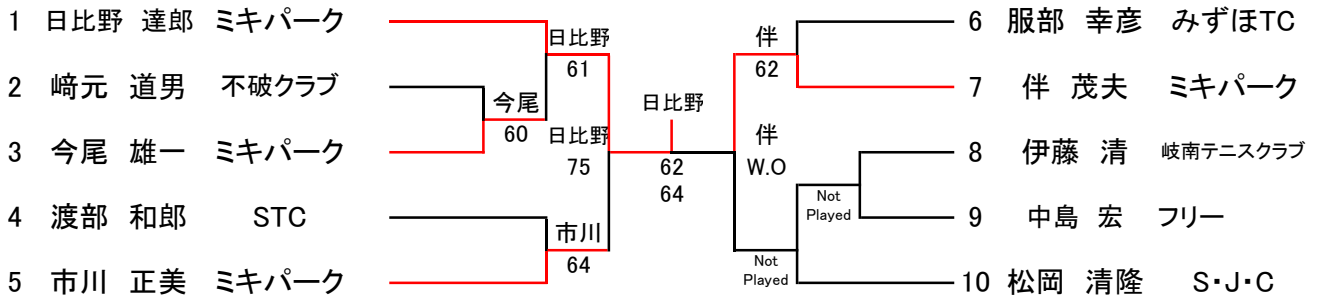 1 日比野 達郎 ミキパーク
2 﨑元 道男 不破クラブ
3 今尾 雄一 ミキパーク
4 渡部 和郎 STC
5 市川 正美 ミキパーク
今尾
60
日比野
61
市川
64
日比野
75
日比野
62
64
伴
62
伴
W.O
Not
Played
Not
Played
6 服部 幸彦 みずほTC
7 伴 茂夫 ミキパーク
8 伊藤 清 岐南テニスクラブ
9 中島 宏 フリー
10 松岡 清隆 S・J・C